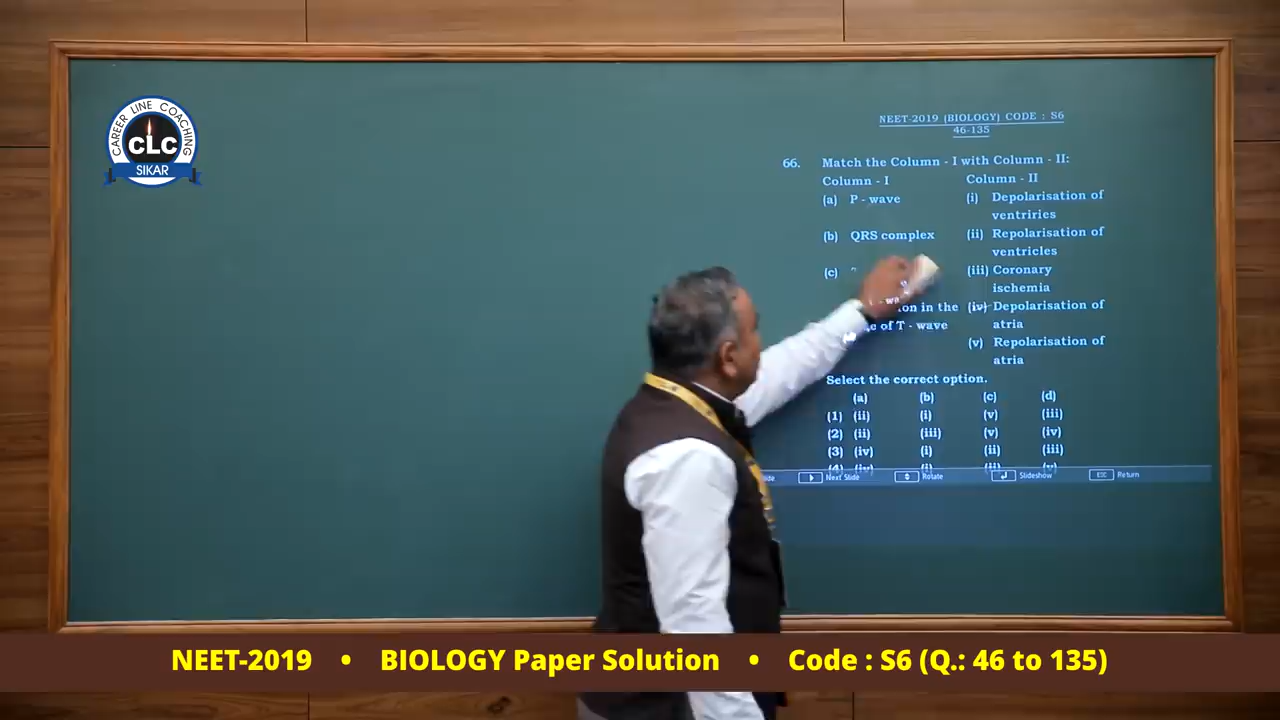 CAREER LINE COACHING
CLC
SIKAR
NEET-2019 (BIOLOGY) CODE : S6
46-135
66. Match the Column - I with Column - II:
Column - I Column - II
(a) P - wave (i) Depolarisation of
ventriries
(b) QRS complex (ii) Repolarisation of
ventricles
(c) (iii) Coronary
ischemia
in the (iv) Depolarisation of
of T - wave atria
(v) Repolarisation of
atria
Select the correct option.
(a) (b) (c) (d)
(1) (ii) (i) (v) (iii)
(2) (ii) (iii) (v) (iv)
(3) (iv) (i) (ii) (iii)
(4) (iv) (i) (ii) (v)
Next Slide Rotate Slideshow ESC Return
NEET-2019 • BIOLOGY Paper Solution • Code : S6 (Q.: 46 to 135)